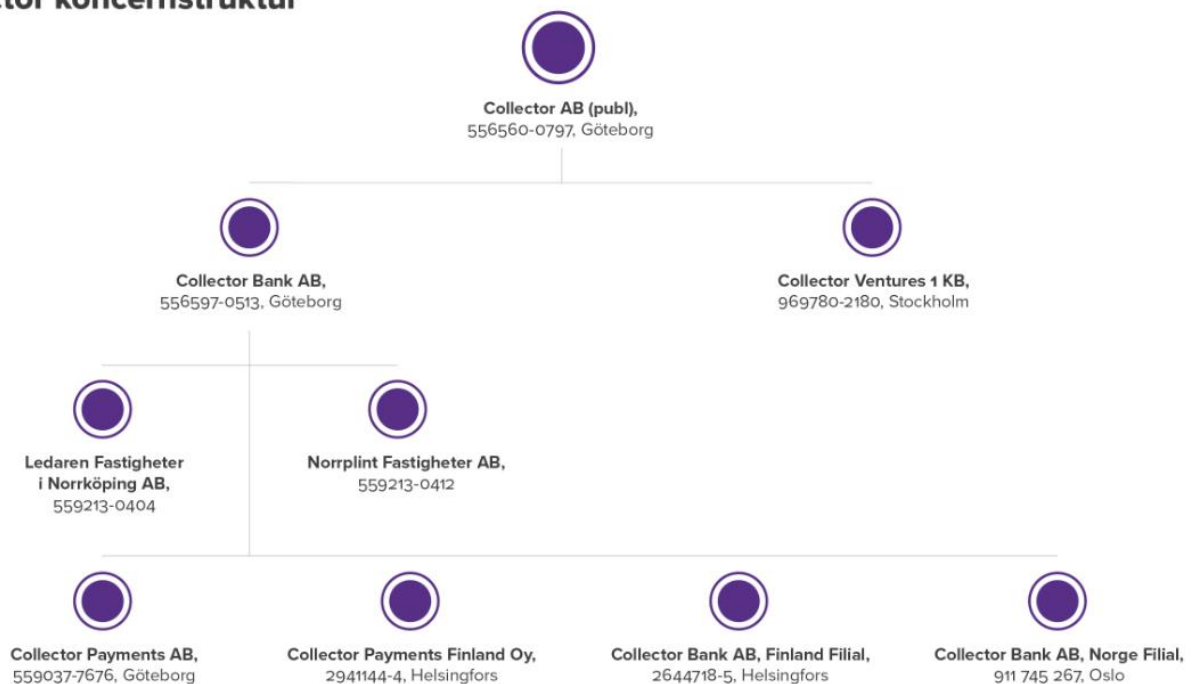 koncernstruktur
Collector AB (publ),
556560-0797, Göteborg
Collector Bank AB,
556597-0513, Göteborg
Collector Ventures 1 KB,
969780-2180, Stockholm
Ledaren Fastigheter
i Norrköping AB,
559213-0404
Norrplint Fastigheter AB,
559213-0412
Collector Payments AB,
559037-7676, Göteborg
Collector Payments Finland Oy,
2941144-4, Helsingfors
Collector Bank AB, Finland Filial,
2644718-5, Helsingfors
Collector Bank AB, Norge Filial,
911 745 267, Oslo